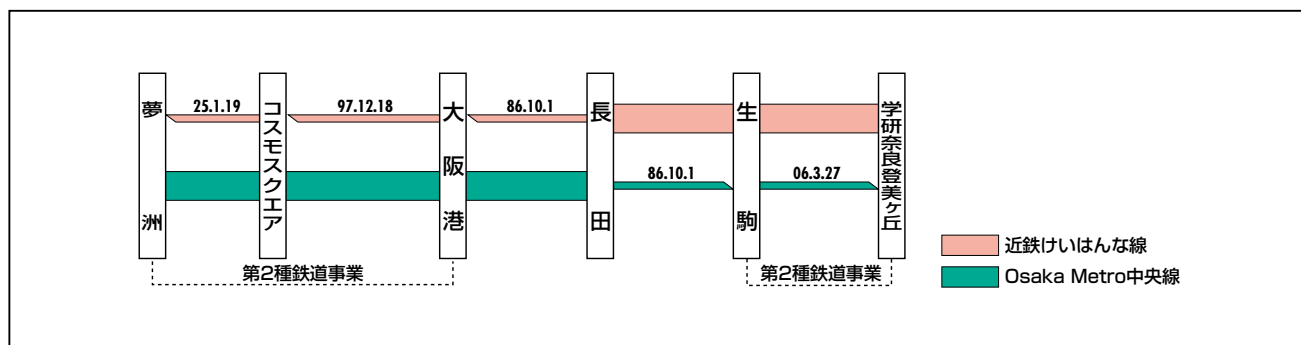 夢洲
25.1.19
コスモスクエア
97.12.18
大阪港
86.10.1
長田
86.10.1
生駒
06.3.27
学研奈良登美ヶ丘
第2種鉄道事業
第2種鉄道事業
近鉄けいはんな線
Osaka Metro中央線